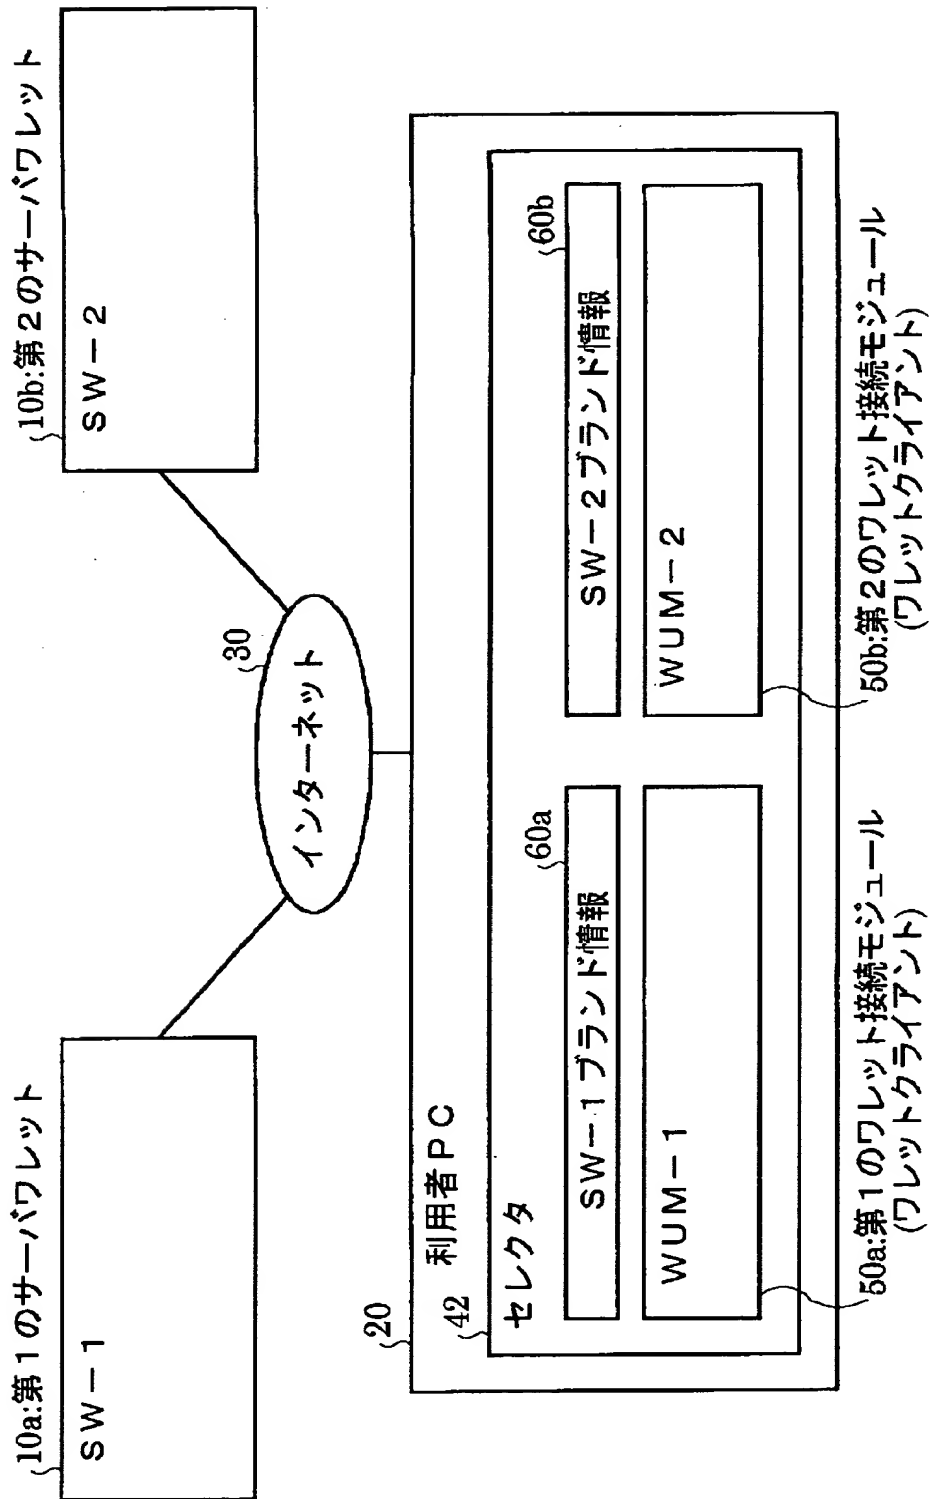 10a:第1のサーバワレット
SW－1
10b:第2のサーバワレット
SW－2
30
インターネット
20
利用者PC
42
セレクタ
60a
SW－1ブランド情報
WUM－1
60b
SW－2ブランド情報
WUM－2
50a:第1のワレット接続モジュール
(ワレットクライアント)
50b:第2のワレット接続モジュール
(ワレットクライアント)